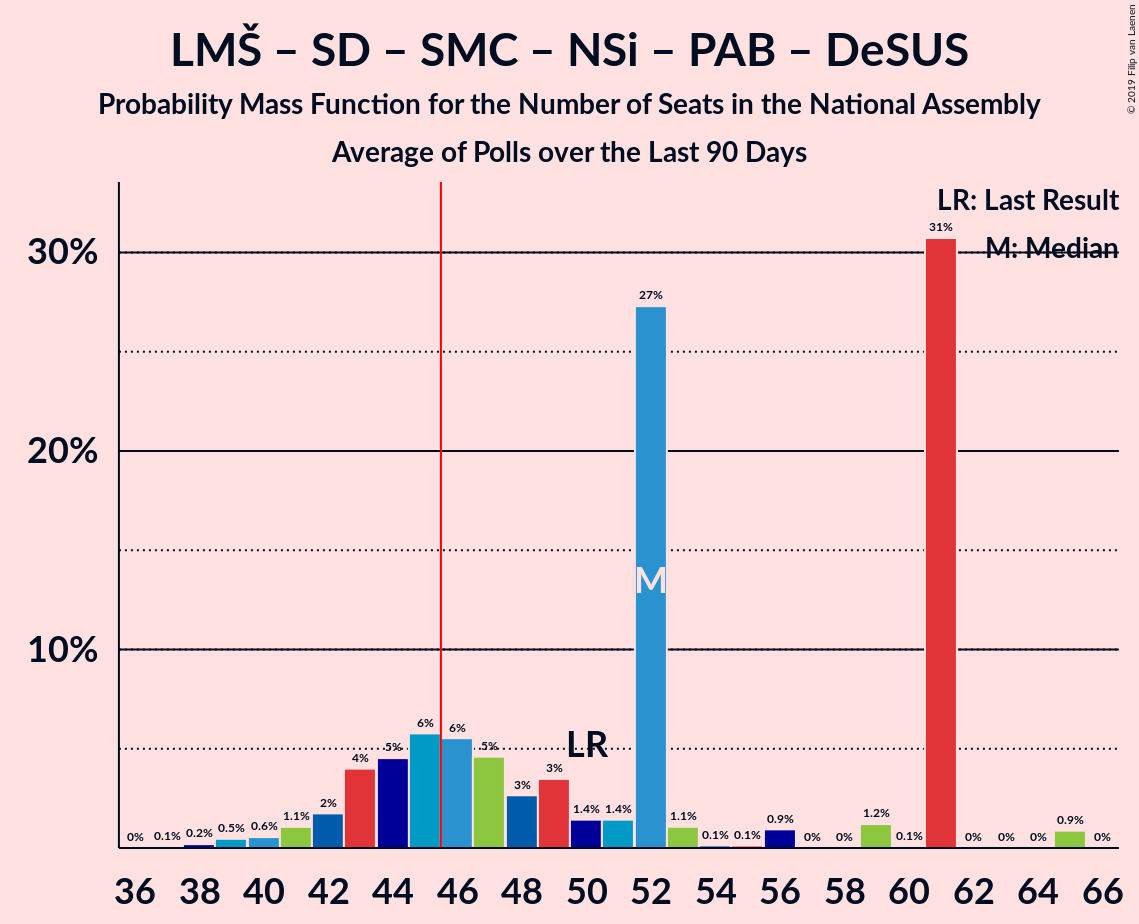 LMŠ – SD – SMC – NSi – PAB – DeSUS
Probability Mass Function for the Number of Seats in the National Assembly
Average of Polls over the Last 90 Days
© 2019 Filip van Laenen
LR: Last Result
M: Median
30%
20%
10%
0% 0.1% 0.2% 0.5% 0.6% 1.1% 2% 4% 5% 6% 6% 5% 3% 3% 1.4% 1.4% 27% 1.1% 0.1% 0.1% 0.9% 0% 0% 1.2% 0.1% 31% 0% 0% 0% 0.9% 0%
LR
M
36 38 40 42 44 46 48 50 52 54 56 58 60 62 64 66